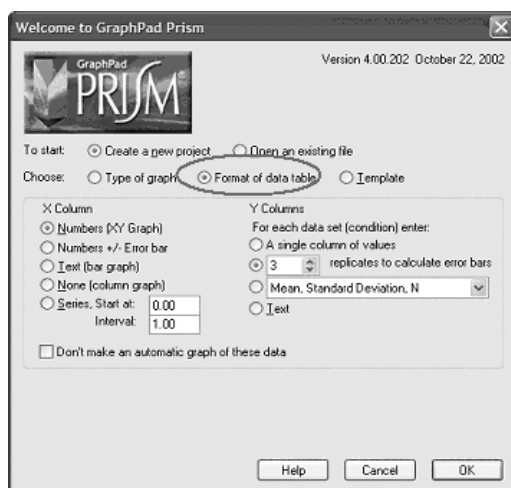 Welcome to GraphPad Prism
GraphPad
PRISM
Version 4.00.202 October 22, 2002
To start: Create a new project Open an existing file
Choose: Type of graph Format of data table Template
X Column
Numbers (XY Graph)
Numbers +/- Error bar
Text (bar graph)
None (column graph)
Series, Start at: 0.00
Interval: 1.00
Y Columns
For each data set (condition) enter:
A single column of values
3 replicates to calculate error bars
Mean, Standard Deviation, N
Text
Don't make an automatic graph of these data
Help Cancel OK